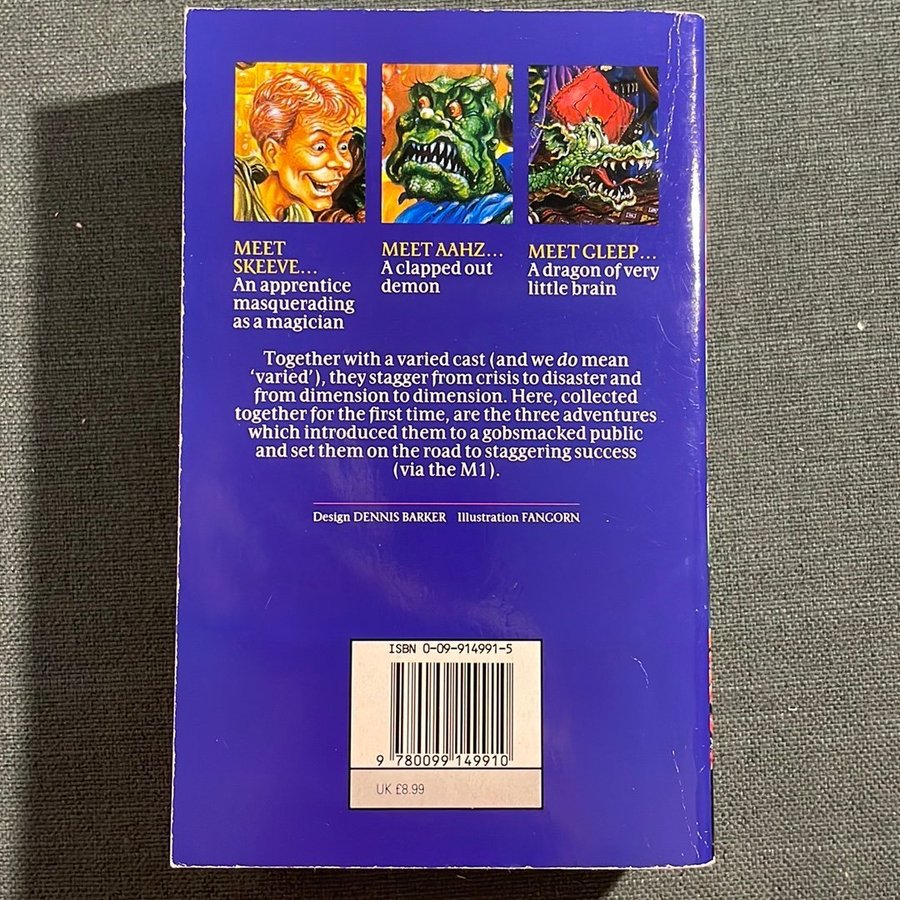 MEET
SKEEVE...
An apprentice
masquerading
as a magician
MEET AAHZ...
A clapped out
demon
MEET GLEEP...
A dragon of very
little brain
Together with a varied cast (and we do mean
‘varied’), they stagger from crisis to disaster and
from dimension to dimension. Here, collected
together for the first time, are the three adventures
which introduced them to a gobsmacked public
and set them on the road to staggering success
(via the M1).
Design DENNIS BARKER Illustration FANGORN
ISBN 0-09-914991-5
9 780099 149910
UK £8.99